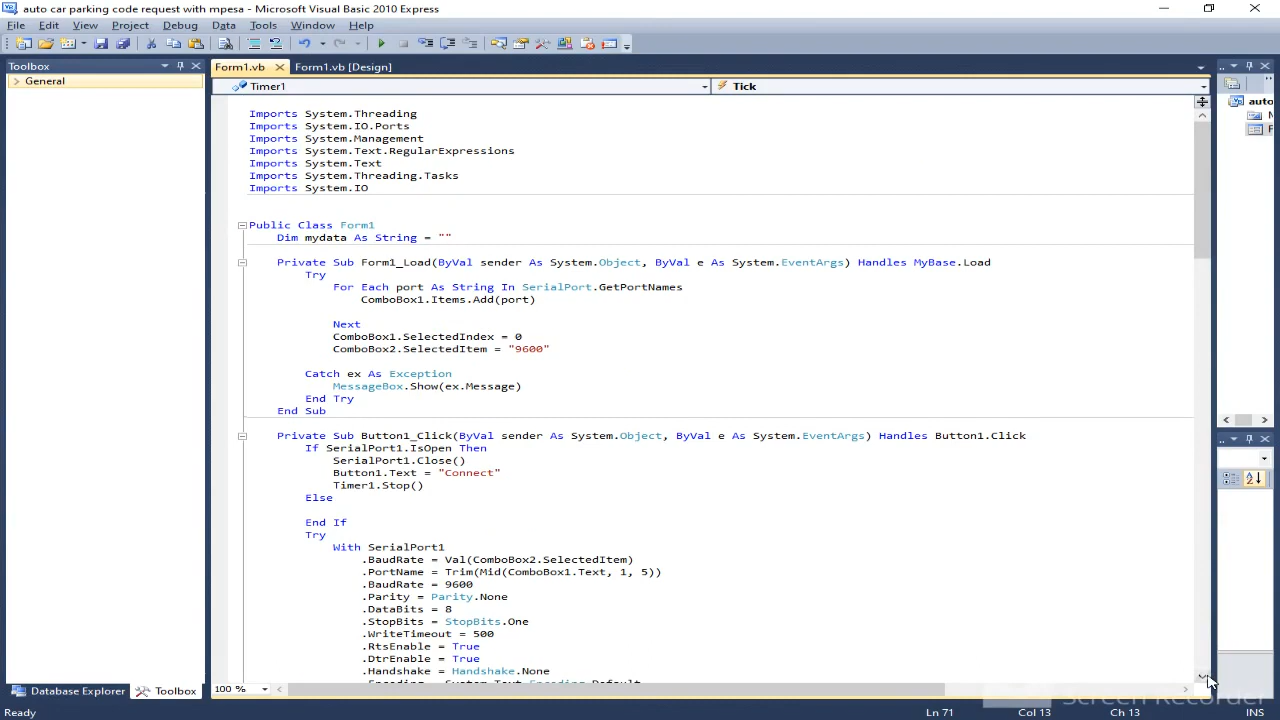 auto car parking code request with mpesa - Microsoft Visual Basic 2010 Express
File Edit View Project Debug Data Tools Window Help
Toolbox
General
Form1.vb Form1.vb [Design]
Timer1 Tick
Imports System.Threading
Imports System.IO.Ports
Imports System.Management
Imports System.Text.RegularExpressions
Imports System.Text
Imports System.Threading.Tasks
Imports System.IO
Public Class Form1
Dim mydata As String = ""
Private Sub Form1_Load(ByVal sender As System.Object, ByVal e As System.EventArgs) Handles MyBase.Load
Try
For Each port As String In SerialPort.GetPortNames
ComboBox1.Items.Add(port)
Next
ComboBox1.SelectedIndex = 0
ComboBox2.SelectedItem = "9600"
Catch ex As Exception
MessageBox.Show(ex.Message)
End Try
End Sub
Private Sub Button1_Click(ByVal sender As System.Object, ByVal e As System.EventArgs) Handles Button1.Click
If SerialPort1.IsOpen Then
SerialPort1.Close()
Button1.Text = "Connect"
Timer1.Stop()
Else
End If
Try
With SerialPort1
.BaudRate = Val(ComboBox2.SelectedItem)
.PortName = Trim(Mid(ComboBox1.Text, 1, 5))
.BaudRate = 9600
.Parity = Parity.None
.DataBits = 8
.StopBits = StopBits.One
.WriteTimeout = 500
.RtsEnable = True
.DtrEnable = True
.Handshake = Handshake.None
.Encoding = System.Text.Encoding.Default
auto
100 %
Database Explorer Toolbox
Screen Recorder
Ready Ln 71 Col 13 Ch 13 INS